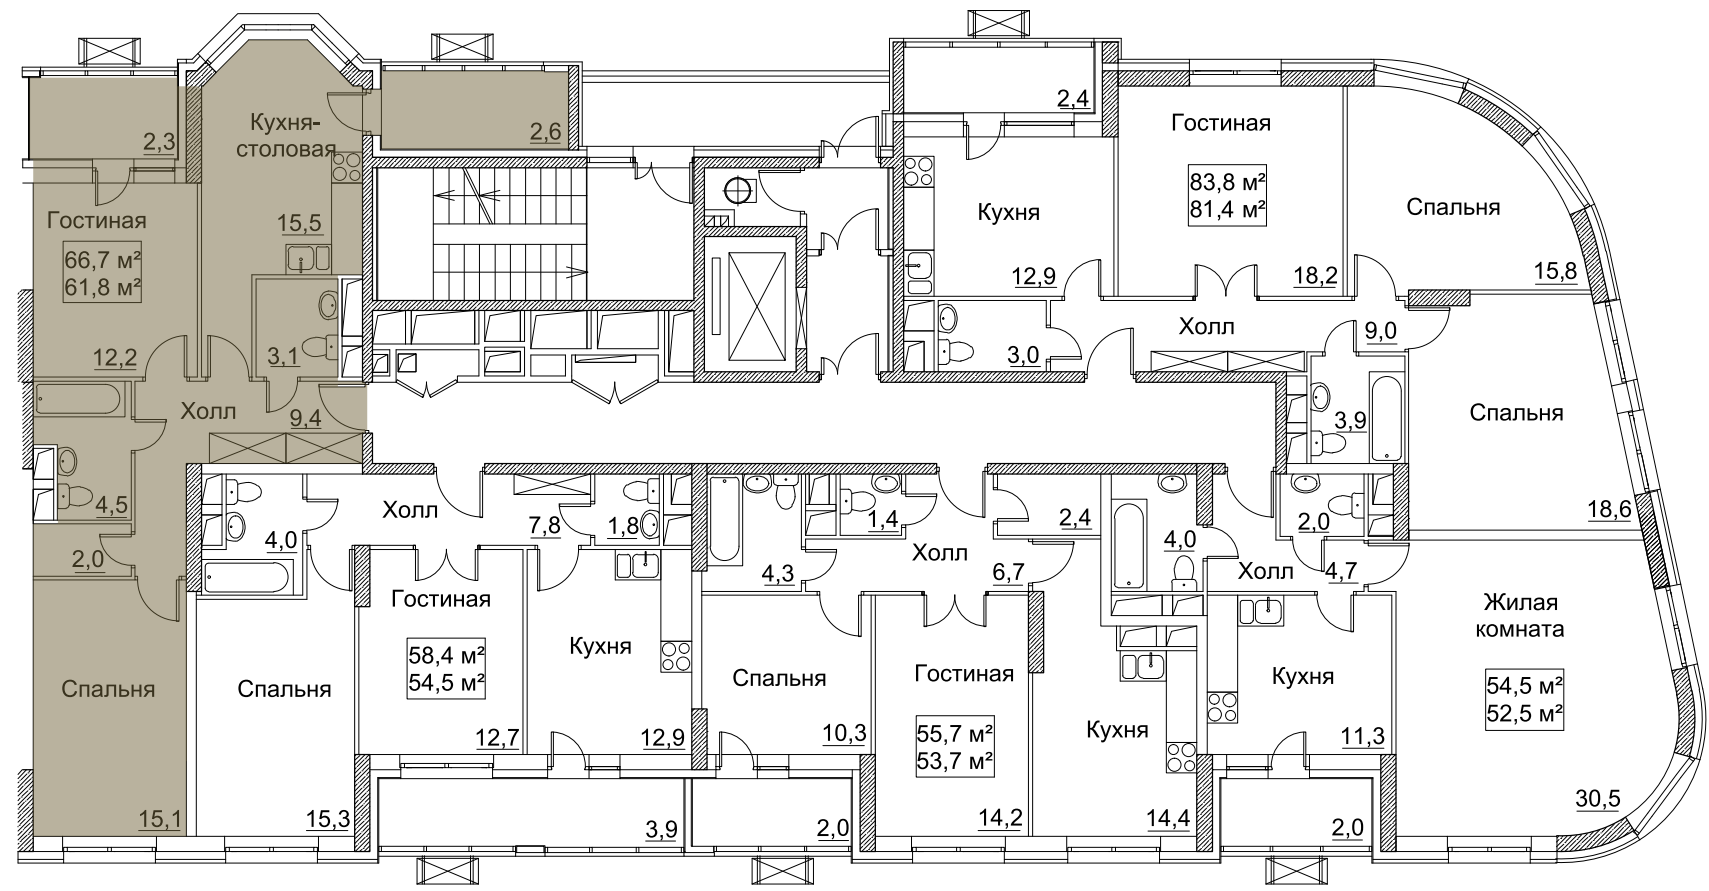 2,3
Кухня-
столовая
2,6
15,5
Гостиная
66,7 м²
61,8 м²
12,2
3,1
Холл
9,4
4,5
2,0
Спальня
15,1
2,4
Кухня
12,9
Гостиная
83,8 м²
81,4 м²
18,2
Спальня
15,8
3,0
Холл
9,0
3,9
Спальня
18,6
4,0
Холл
7,8
1,8
Спальня
15,3
Гостиная
58,4 м²
54,5 м²
12,7
Кухня
12,9
3,9
4,3
1,4
Холл
6,7
2,4
Спальня
10,3
2,0
Гостиная
55,7 м²
53,7 м²
14,2
Кухня
14,4
4,0
2,0
Холл
4,7
Кухня
11,3
2,0
Жилая
комната
54,5 м²
52,5 м²
30,5